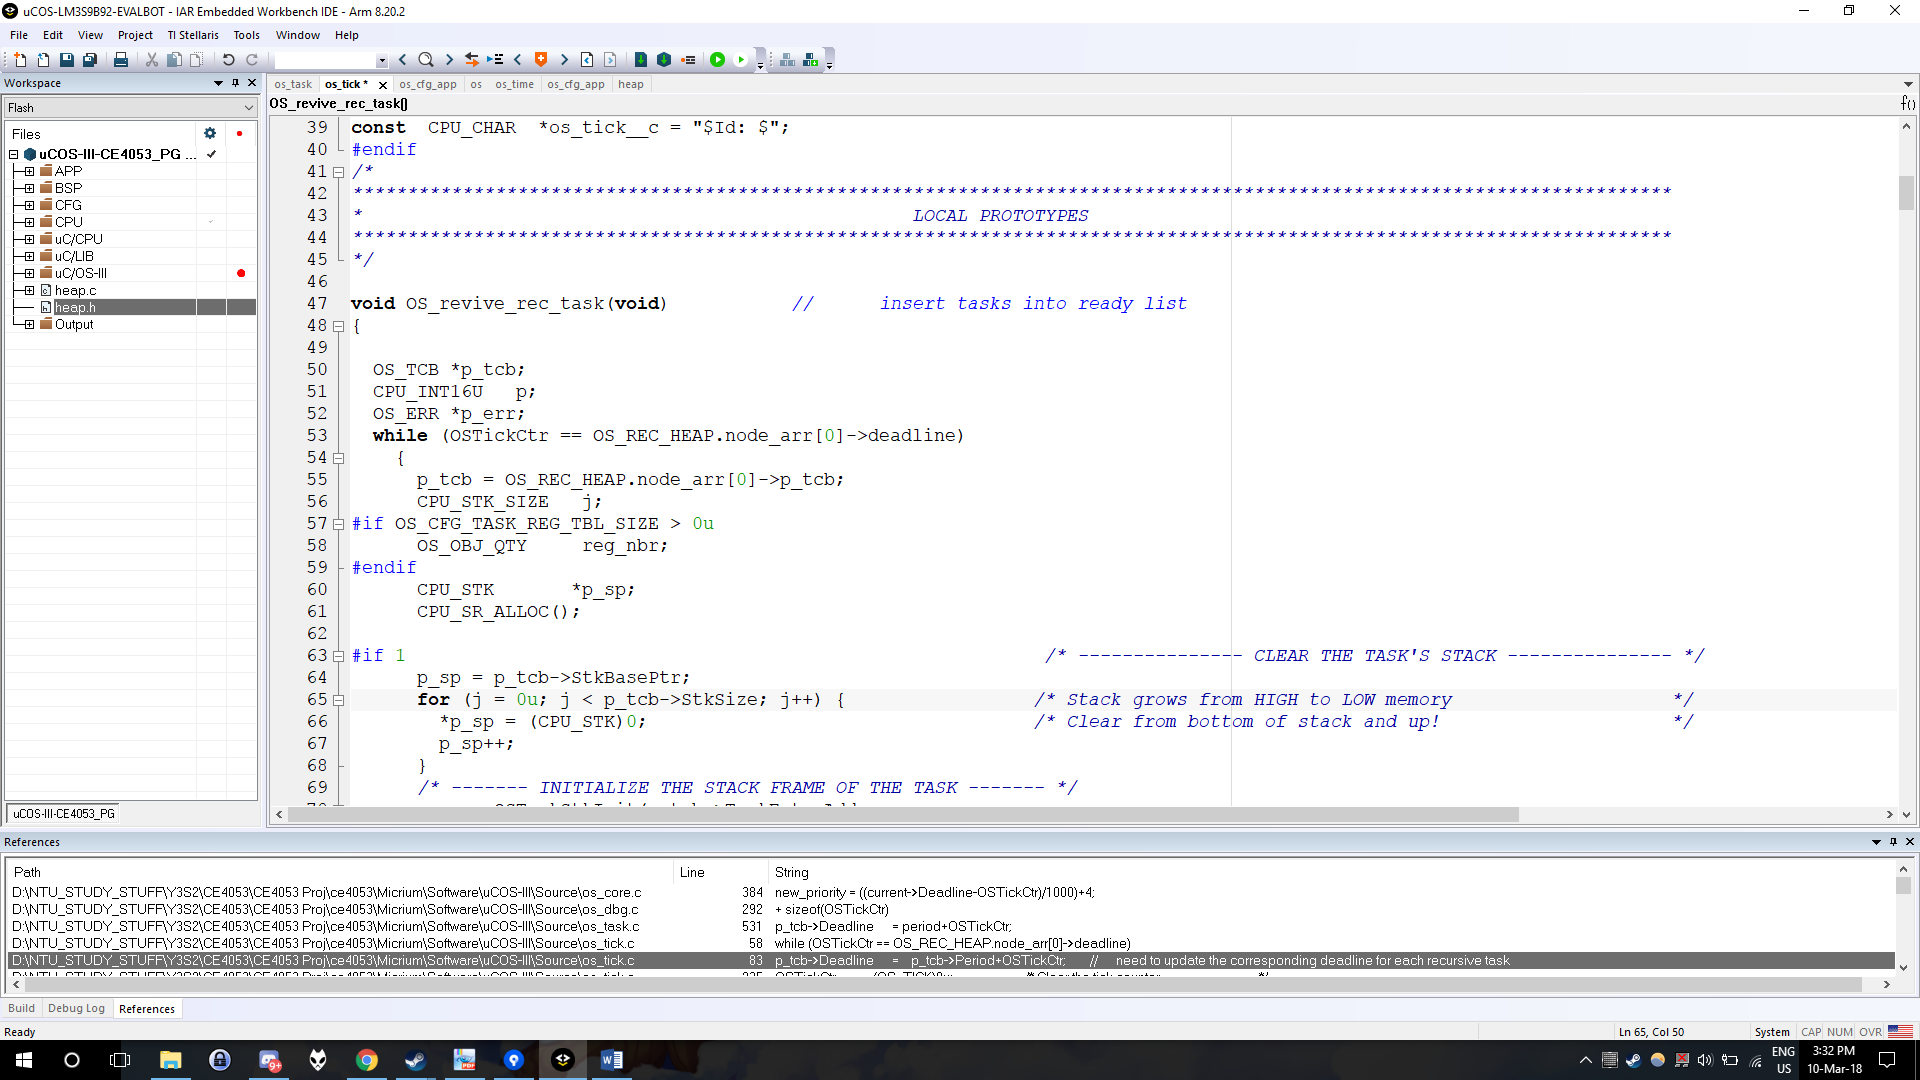 uCOS-LM3S9B92-EVALBOT - IAR Embedded Workbench IDE - Arm 8.20.2
File Edit View Project TI Stellaris Tools Window Help
Workspace
os_task os_tick * os_cfg_app os os_time os_cfg_app heap
Flash
OS_revive_rec_task()
f()
Files
uCOS-III-CE4053_PG ...
APP
BSP
CFG
CPU
uC/CPU
uC/LIB
uC/OS-III
heap.c
heap.h
Output
uCOS-III-CE4053_PG
39 const CPU_CHAR *os_tick__c = "$Id: $";
40 #endif
41 /*
42 ************************************************************************************************************************
43 * LOCAL PROTOTYPES
44 ************************************************************************************************************************
45 */
46
47 void OS_revive_rec_task(void) // insert tasks into ready list
48 {
49
50 OS_TCB *p_tcb;
51 CPU_INT16U p;
52 OS_ERR *p_err;
53 while (OSTickCtr == OS_REC_HEAP.node_arr[0]->deadline)
54 {
55 p_tcb = OS_REC_HEAP.node_arr[0]->p_tcb;
56 CPU_STK_SIZE j;
57 #if OS_CFG_TASK_REG_TBL_SIZE > 0u
58 OS_OBJ_QTY reg_nbr;
59 #endif
60 CPU_STK *p_sp;
61 CPU_SR_ALLOC();
62
63 #if 1 /* --------------- CLEAR THE TASK'S STACK --------------- */
64 p_sp = p_tcb->StkBasePtr;
65 for (j = 0u; j < p_tcb->StkSize; j++) { /* Stack grows from HIGH to LOW memory */
66 *p_sp = (CPU_STK)0; /* Clear from bottom of stack and up! */
67 p_sp++;
68 }
69 /* ------- INITIALIZE THE STACK FRAME OF THE TASK ------- */
References
Path Line String
D:\NTU_STUDY_STUFF\Y3S2\CE4053\CE4053 Proj\ce4053\Micrium\Software\uCOS-III\Source\os_core.c 384 new_priority = ((current->Deadline-OSTickCtr)/1000)+4;
D:\NTU_STUDY_STUFF\Y3S2\CE4053\CE4053 Proj\ce4053\Micrium\Software\uCOS-III\Source\os_dbg.c 292 + sizeof(OSTickCtr)
D:\NTU_STUDY_STUFF\Y3S2\CE4053\CE4053 Proj\ce4053\Micrium\Software\uCOS-III\Source\os_task.c 531 p_tcb->Deadline = period+OSTickCtr;
D:\NTU_STUDY_STUFF\Y3S2\CE4053\CE4053 Proj\ce4053\Micrium\Software\uCOS-III\Source\os_tick.c 58 while (OSTickCtr == OS_REC_HEAP.node_arr[0]->deadline)
D:\NTU_STUDY_STUFF\Y3S2\CE4053\CE4053 Proj\ce4053\Micrium\Software\uCOS-III\Source\os_tick.c 83 p_tcb->Deadline = p_tcb->Period+OSTickCtr; // need to update the corresponding deadline for each recursive task
Build Debug Log References
Ready Ln 65, Col 50 System CAP NUM OVR
9+
ENG
US
3:32 PM
10-Mar-18